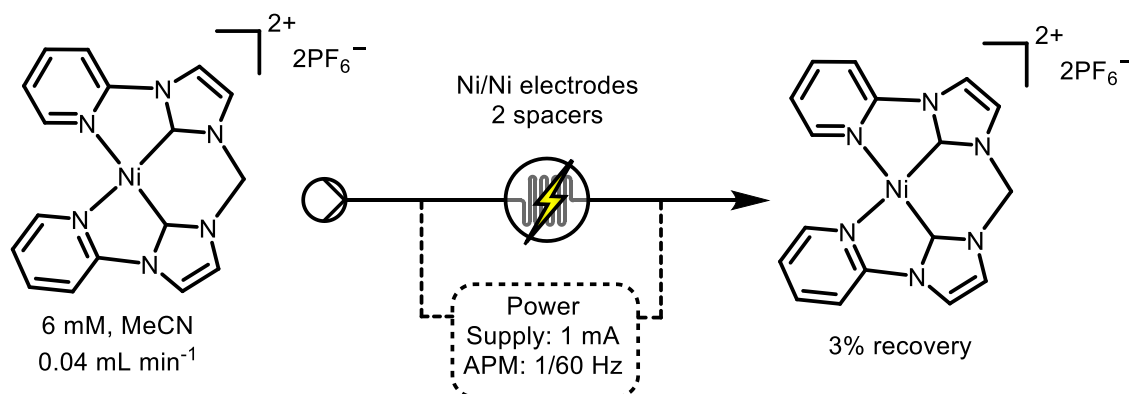 2+
2PF6−
N
N
N
Ni
N
N
N
6 mM, MeCN
0.04 mL min-1
Ni/Ni electrodes
2 spacers
Power
Supply: 1 mA
APM: 1/60 Hz
2+
2PF6−
N
N
N
Ni
N
N
N
3% recovery